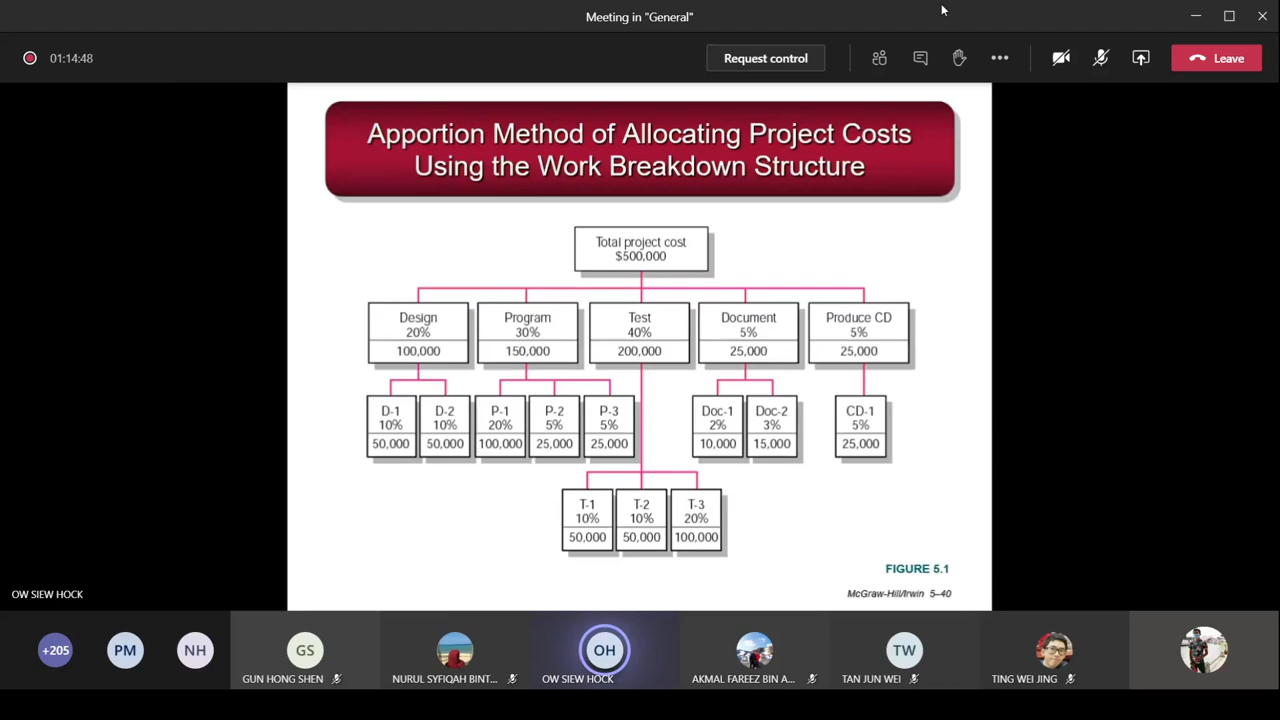 Meeting in "General"
01:14:48
Request control
Leave
Apportion Method of Allocating Project Costs
Using the Work Breakdown Structure
Total project cost
$500,000
Design
20%
100,000
Program
30%
150,000
Test
40%
200,000
Document
5%
25,000
Produce CD
5%
25,000
D-1
10%
50,000
D-2
10%
50,000
P-1
20%
100,000
P-2
5%
25,000
P-3
5%
25,000
Doc-1
2%
10,000
Doc-2
3%
15,000
CD-1
5%
25,000
T-1
10%
50,000
T-2
10%
50,000
T-3
20%
100,000
FIGURE 5.1
McGraw-Hill/Irwin 5–40
OW SIEW HOCK
+205
PM
NH
GS
GUN HONG SHEN
NURUL SYFIQAH BINT...
OH
OW SIEW HOCK
AKMAL FAREEZ BIN A...
TW
TAN JUN WEI
TING WEI JING